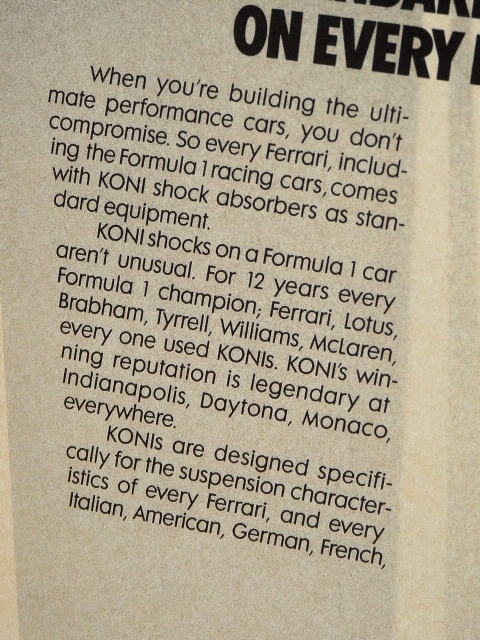 ON EVERY
When you're building the ulti-
mate performance cars, you don't
compromise. So every Ferrari, includ-
ing the Formula 1 racing cars, comes
with KONI shock absorbers as stan-
dard equipment.
KONI shocks on a Formula 1 car
aren't unusual. For 12 years every
Formula 1 champion; Ferrari, Lotus,
Brabham, Tyrrell, Williams, McLaren,
every one used KONIs. KONI'S win-
ning reputation is legendary at
Indianapolis, Daytona, Monaco,
everywhere.
KONIs are designed specifi-
cally for the suspension character-
istics of every Ferrari, and every
Italian, American, German, French,